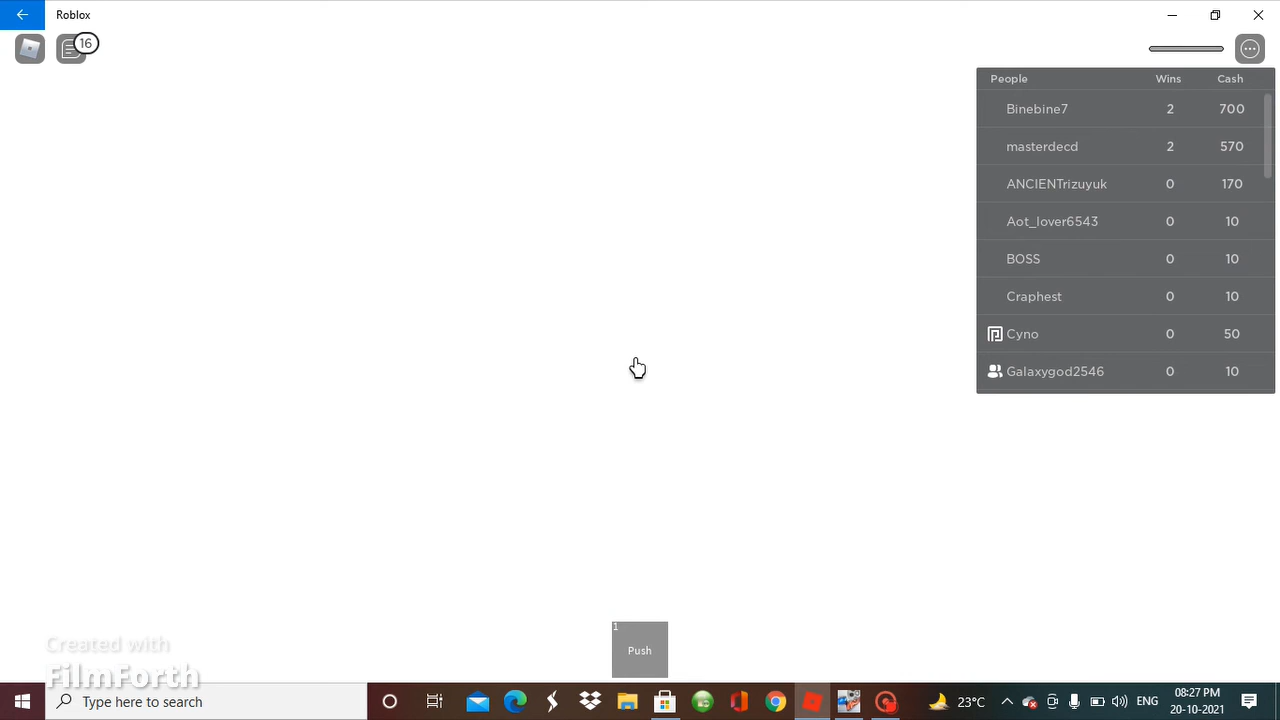 Roblox
16
People Wins Cash
Binebine7 2 700
masterdecd 2 570
ANCIENTrizuyuk 0 170
Aot_lover6543 0 10
BOSS 0 10
Craphest 0 10
Cyno 0 50
Galaxygod2546 0 10
1
Push
Created with
FilmForth
Type here to search
23°C
ENG
08:27 PM
20-10-2021